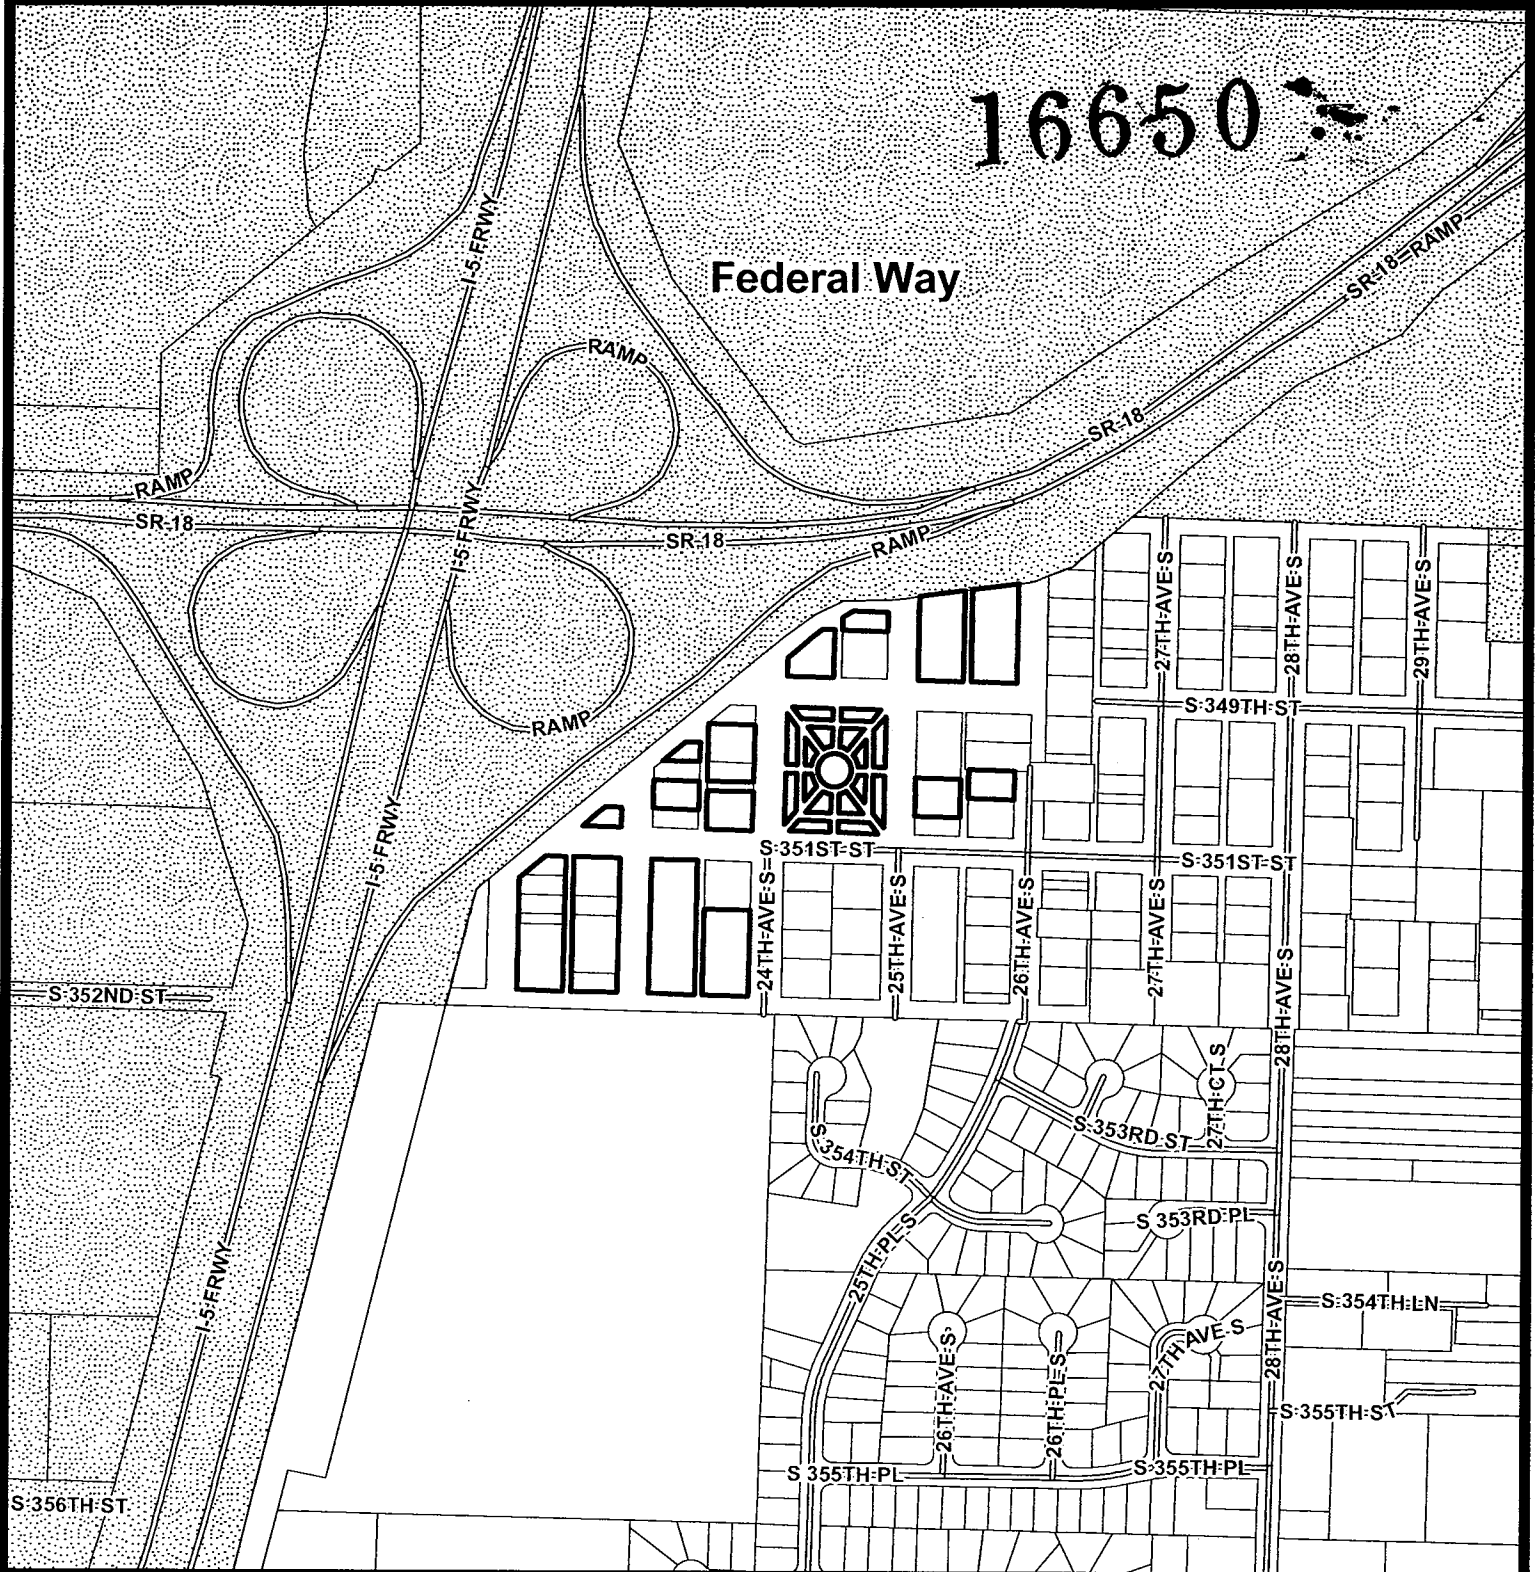 16650
I-5 FRWY
Federal Way
SR-18 RAMP
RAMP
SR-18
RAMP
I-5 FRWY
SR-18
SR-18
RAMP
27TH AVE S
28TH AVE S
29TH AVE S
RAMP
S 349TH ST
I-5 FRWY
S 351ST ST
S 351ST ST
24TH AVE S
25TH AVE S
26TH AVE S
27TH AVE S
S 352ND ST
28TH AVE S
27TH CT S
S 353RD ST
S 354TH ST
S 353RD PL
25TH PL S
I-5 FRWY
28TH AVE S
S 354TH LN
27TH AVE S
26TH AVE S
26TH PL S
S 355TH ST
S 355TH PL
S 355TH PL
S 356TH ST